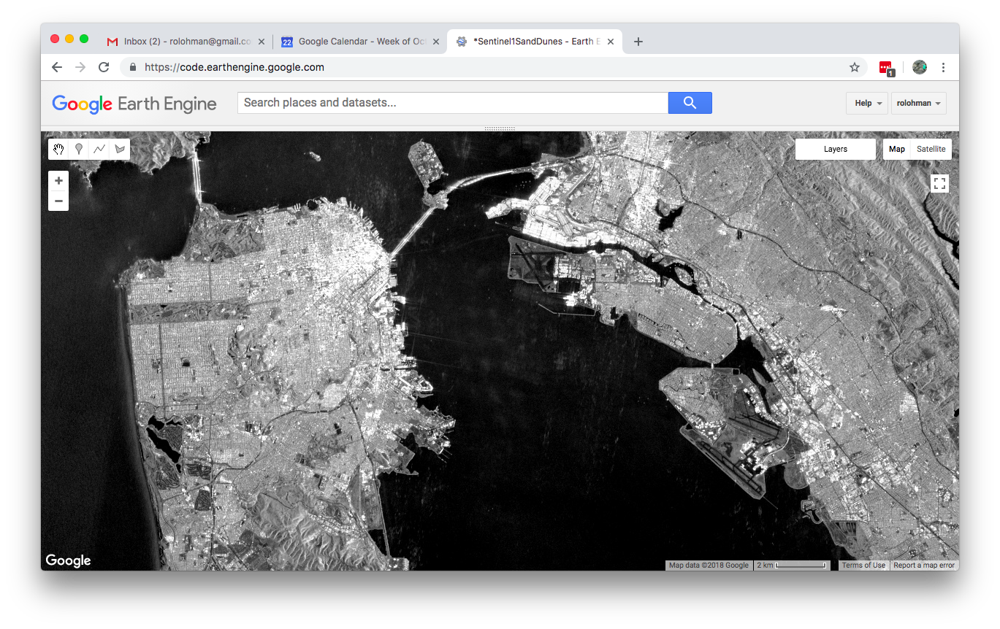 Inbox (2) - rolohman@gmail.co
Google Calendar - Week of Oct
*Sentinel1SandDunes - Earth E
https://code.earthengine.google.com
1
Google Earth Engine
Search places and datasets...
Help
rolohman
Layers
Map
Satellite
+
−
Google
Map data ©2018 Google
2 km
Terms of Use
Report a map error